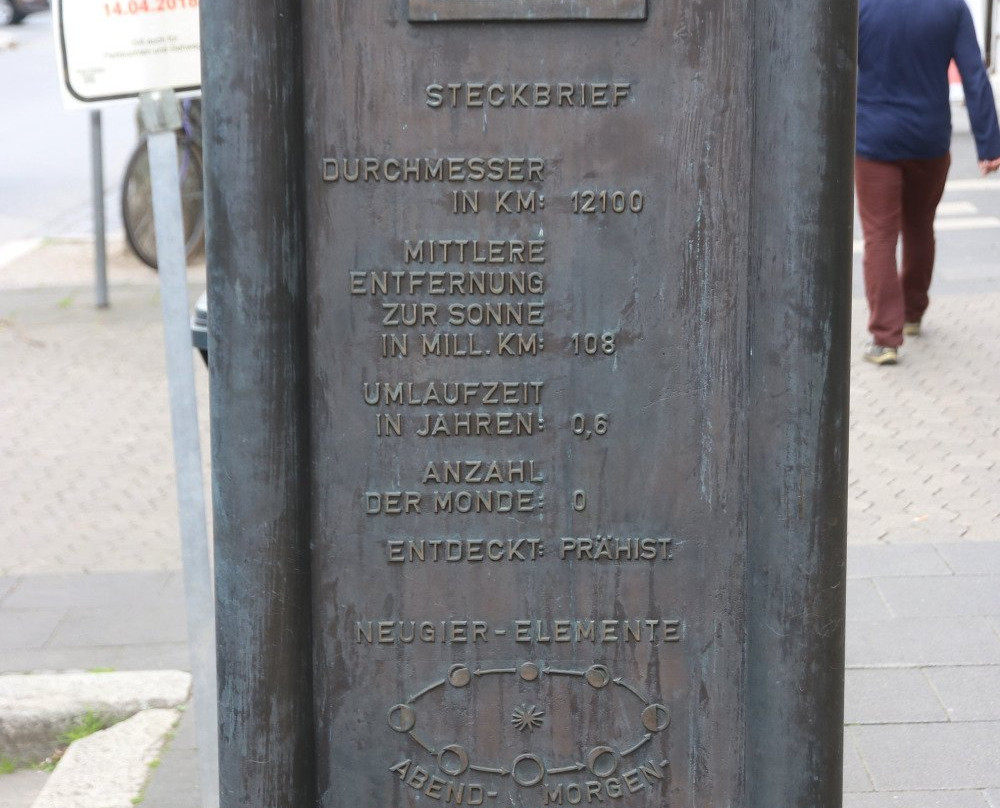 14.04.2018
STECKBRIEF
DURCHMESSER
IN KM: 12100
MITTLERE
ENTFERNUNG
ZUR SONNE
IN MILL. KM: 108
UMLAUFZEIT
IN JAHREN: 0,6
ANZAHL
DER MONDE: 0
ENTDECKT: PRÄHIST.
NEUGIER-ELEMENTE
ABEND- MORGEN-